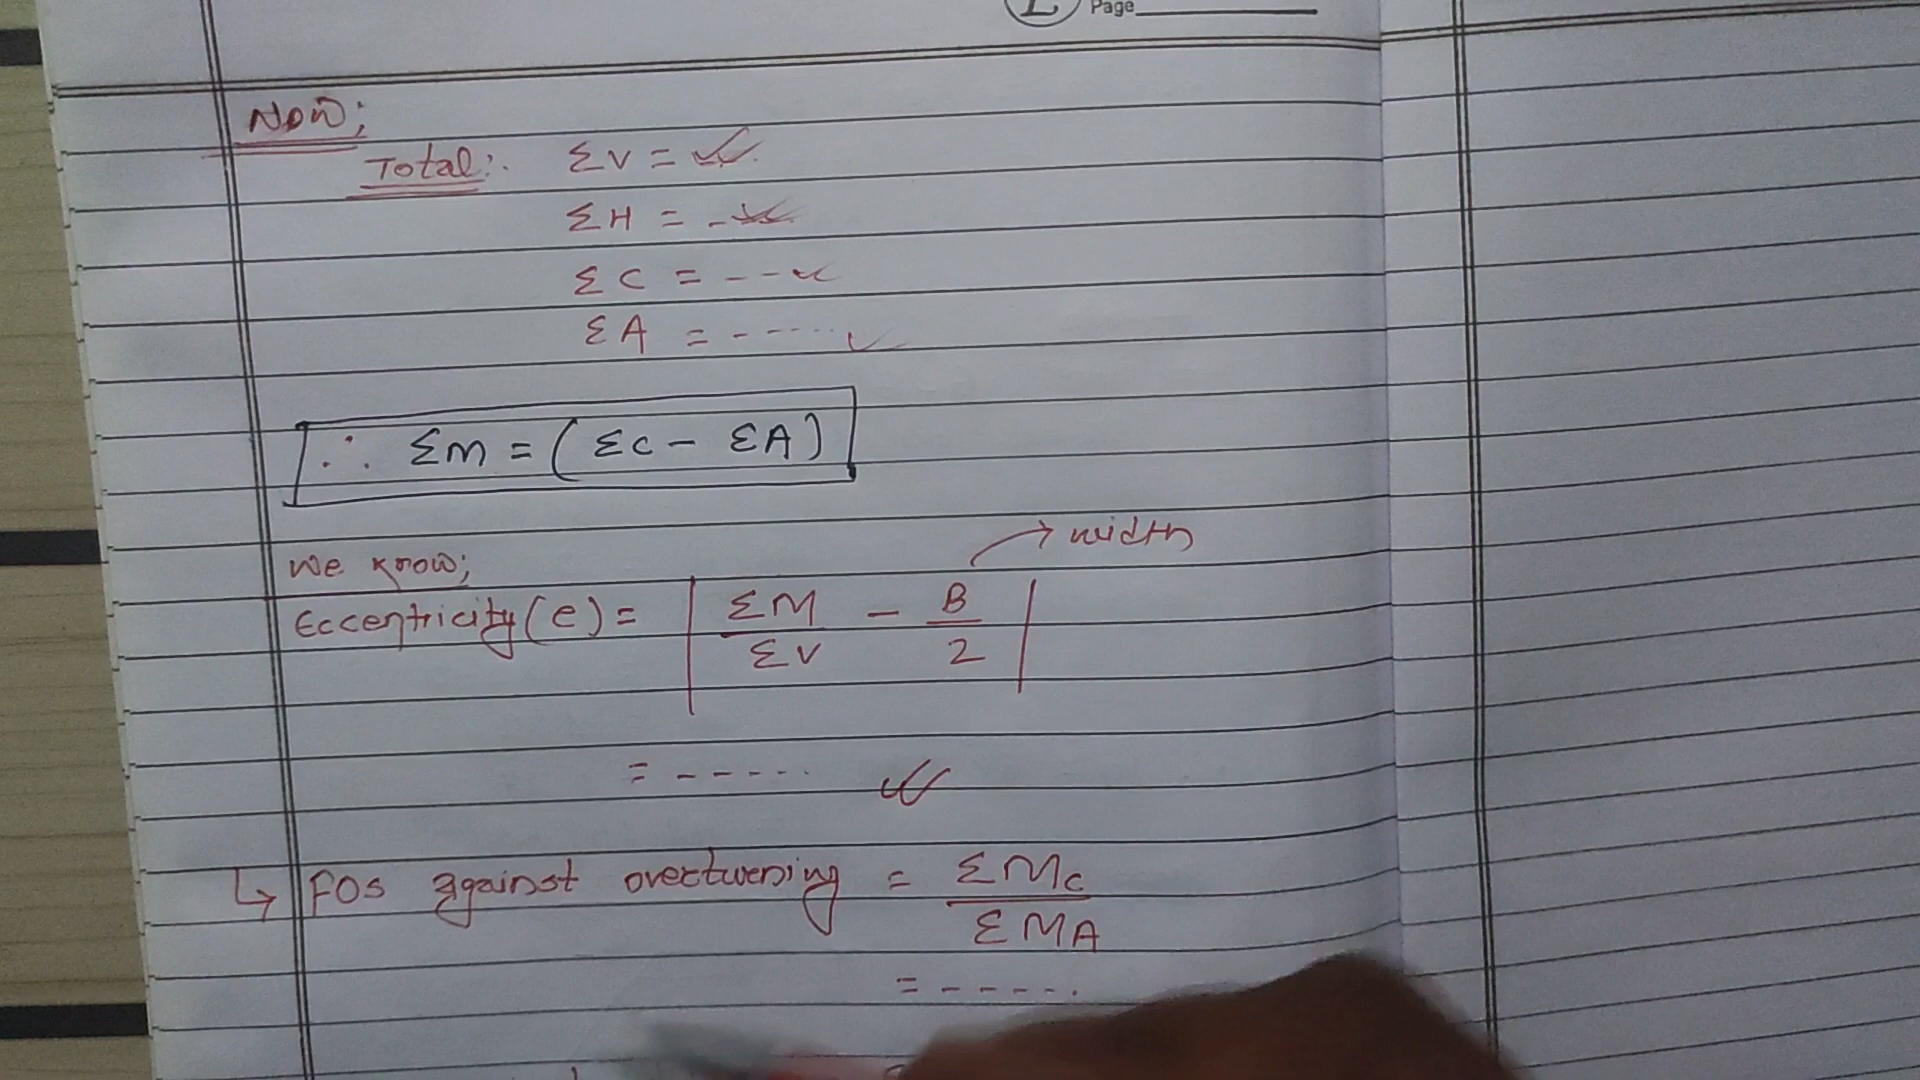 Page
Now;
Total:. ΣV =
ΣH = -
ΣC = --
ΣA = ------
∴ ΣM = (ΣC - ΣA)
→ width
We know;
Eccentricity (e) = | ΣM/ΣV - B/2 |
= -----
↳ FOS against overturning = ΣMc/ΣMA
= -----.